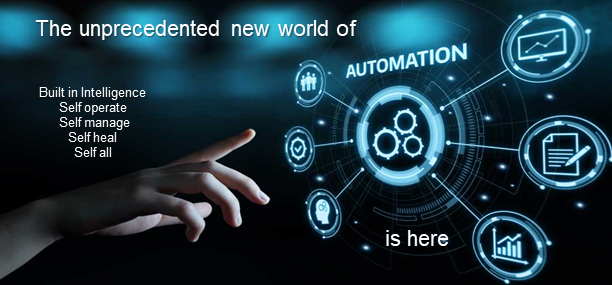 The unprecedented new world of
AUTOMATION
Built in Intelligence
Self operate
Self manage
Self heal
Self all
is here